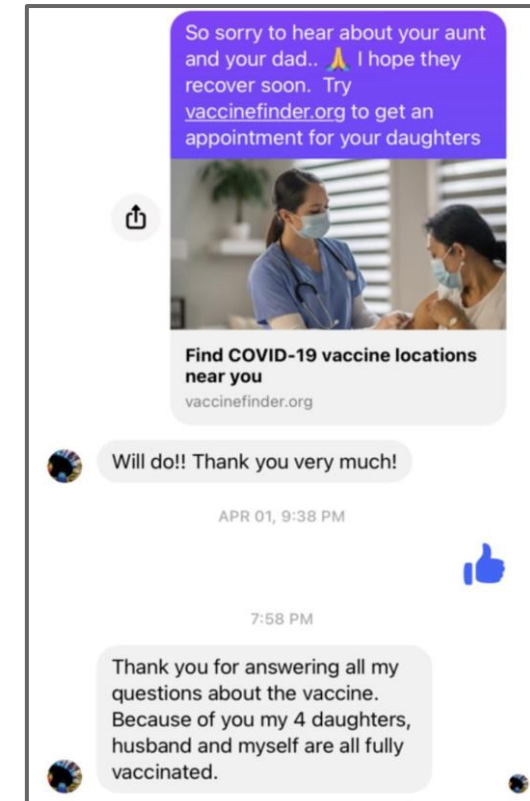 So sorry to hear about your aunt
and your dad.. 🙏 I hope they
recover soon.  Try
vaccinefinder.org to get an
appointment for your daughters
Find COVID-19 vaccine locations
near you
vaccinefinder.org
Will do!! Thank you very much!
APR 01, 9:38 PM
7:58 PM
Thank you for answering all my
questions about the vaccine.
Because of you my 4 daughters,
husband and myself are all fully
vaccinated.